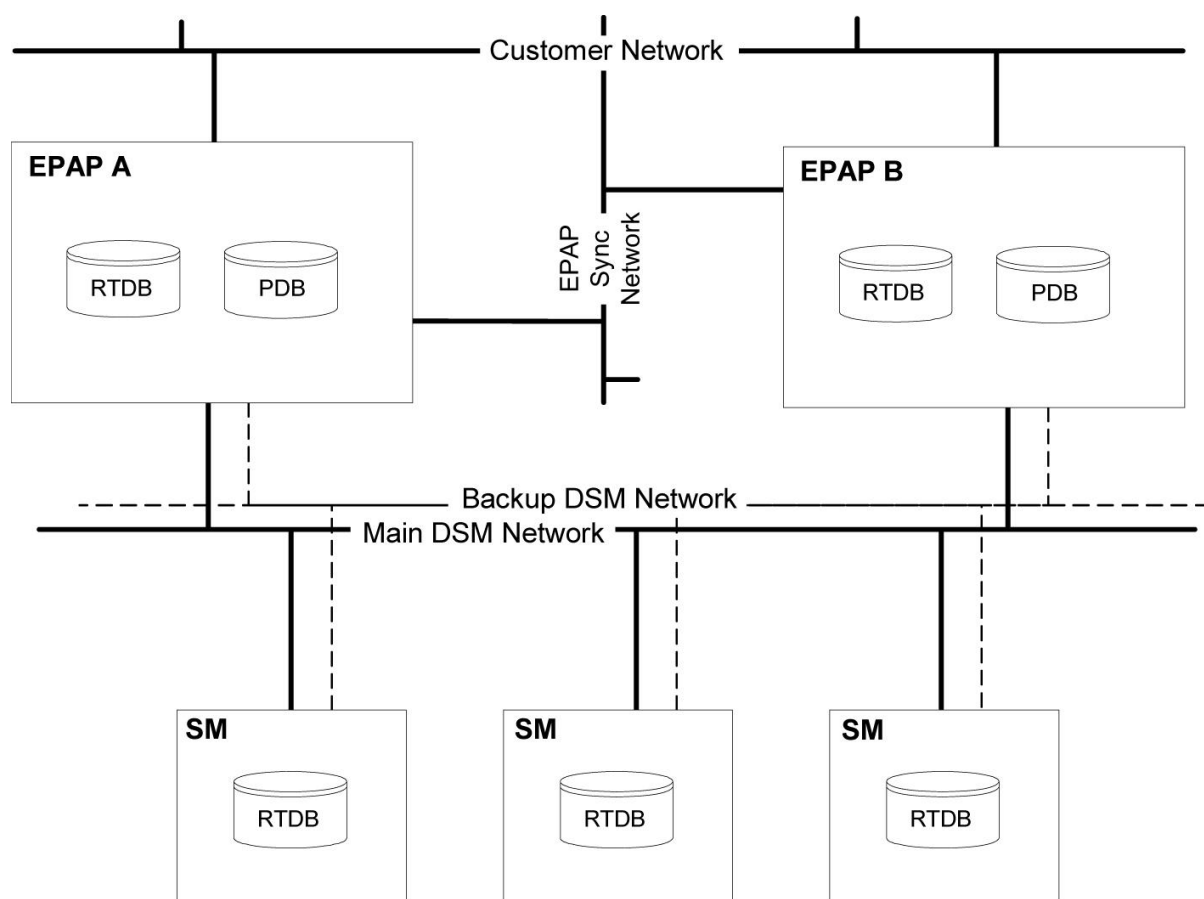 Customer Network
EPAP A
RTDB
PDB
EPAP
Sync
Network
EPAP B
RTDB
PDB
Backup DSM Network
Main DSM Network
SM
RTDB
SM
RTDB
SM
RTDB